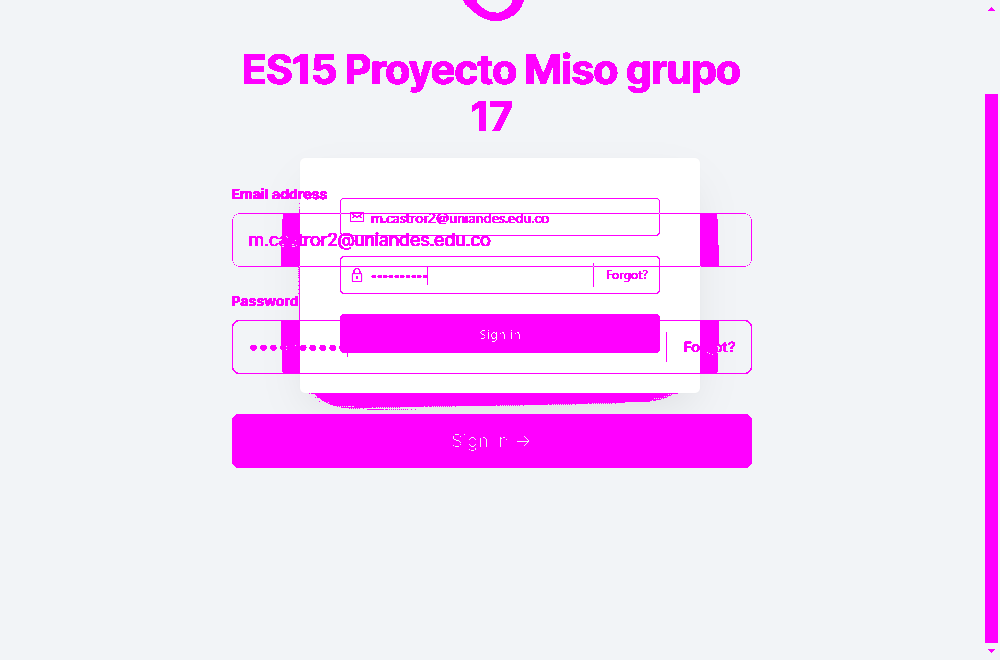 ES15 Proyecto Miso grupo
17
Email address
m.castror2@uniandes.edu.co
m.castror2@uniandes.edu.co
Forgot?
Password
Sign in
Forgot?
Sign in →